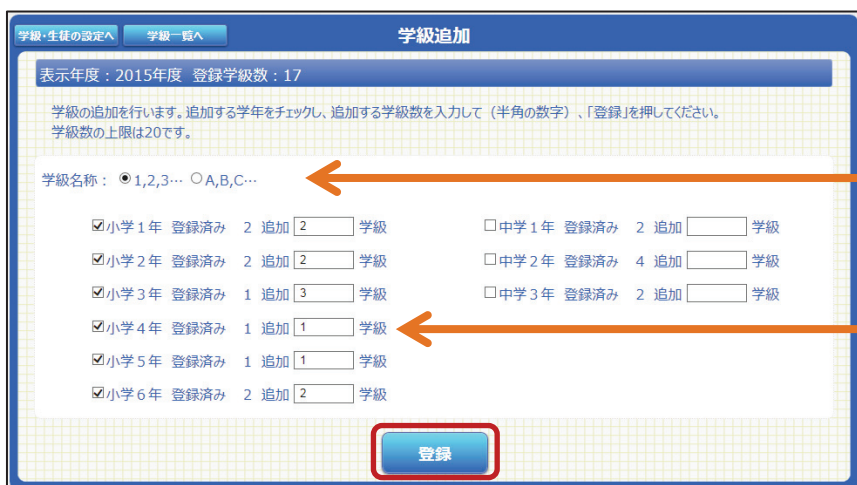 学級・生徒の設定へ 学級一覧へ 学級追加
表示年度：2015年度 登録学級数：17
学級の追加を行います。追加する学年をチェックし、追加する学級数を入力して（半角の数字）、「登録」を押してください。
学級数の上限は20です。
学級名称： 1,2,3… A,B,C…
小学1年 登録済み 2 追加 2 学級 中学1年 登録済み 2 追加 学級
小学2年 登録済み 2 追加 2 学級 中学2年 登録済み 4 追加 学級
小学3年 登録済み 1 追加 3 学級 中学3年 登録済み 2 追加 学級
小学4年 登録済み 1 追加 1 学級
小学5年 登録済み 1 追加 1 学級
小学6年 登録済み 2 追加 2 学級
登録